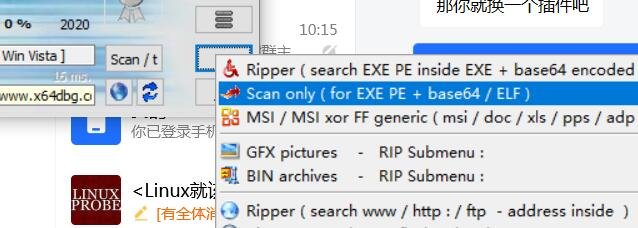 0 %
2020
那你就换一个插件吧
10:15
群主
Win Vista ]
Scan / t
16 ms.
www.x64dbg.c
你已登录手机
<Linux就该
LINUX
PROBE
[有全体消
Ripper ( search EXE PE inside EXE + base64 encoded
Scan only ( for EXE PE + base64 / ELF )
MSI / MSI xor FF generic ( msi / doc / xls / pps / adp
GFX pictures - RIP Submenu :
BIN archives - RIP Submenu :
Ripper ( search www / http : / ftp - address inside )